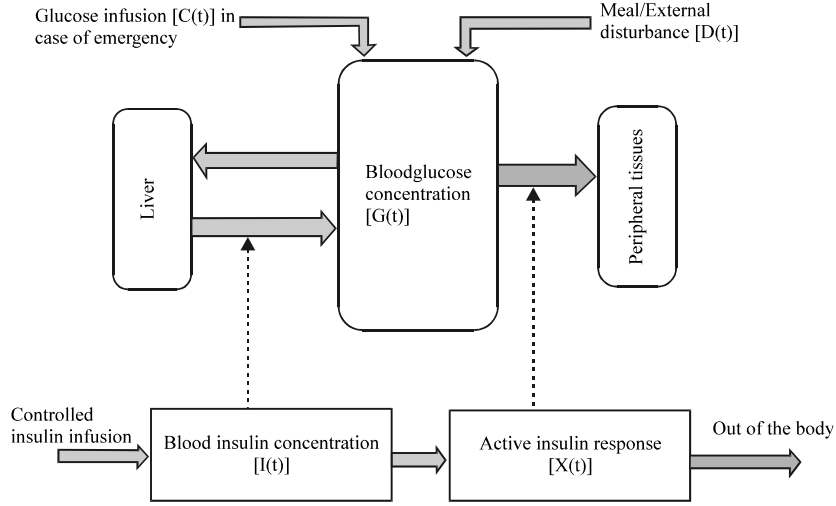 Glucose infusion [C(t)] in
case of emergency
Meal/External
disturbance [D(t)]
Liver
Bloodglucose
concentration
[G(t)]
Peripheral tissues
Controlled
insulin infusion
Blood insulin concentration
[I(t)]
Active insulin response
[X(t)]
Out of the body